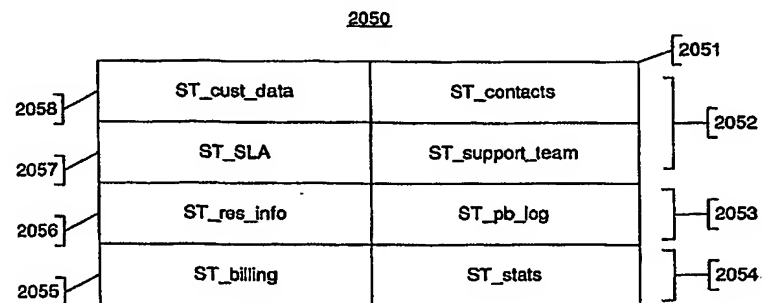 2050
2051
2058 ST_cust_data ST_contacts
2052
2057 ST_SLA ST_support_team
2056 ST_res_info ST_pb_log 2053
2055 ST_billing ST_stats 2054